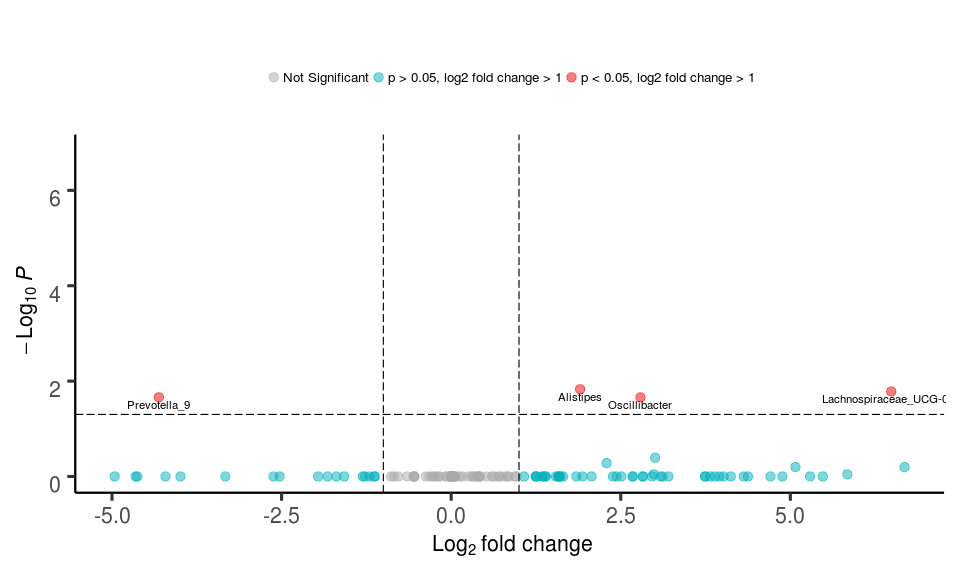 Not Significant p > 0.05, log2 fold change > 1 p < 0.05, log2 fold change > 1
− Log10 P
6
4
2
0
Prevotella_9
Alistipes
Oscillibacter
Lachnospiraceae_UCG-0
-5.0 -2.5 0.0 2.5 5.0
Log2 fold change